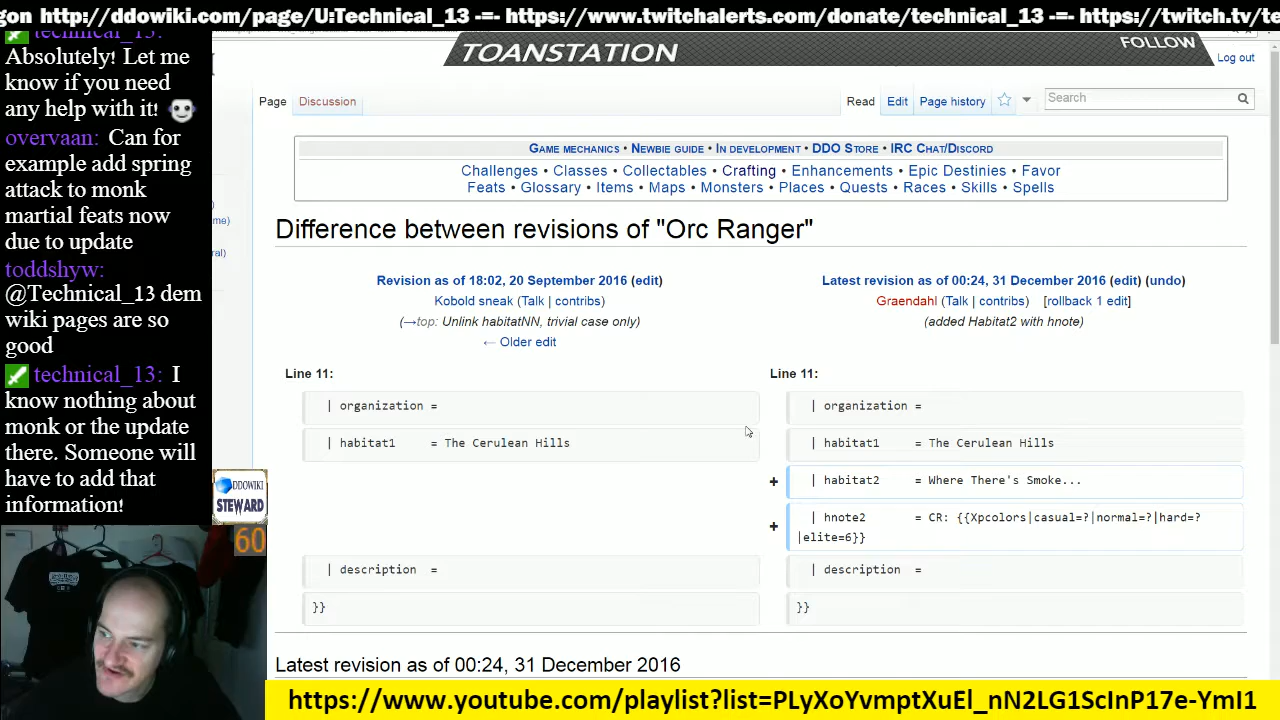 gon http://ddowiki.com/page/U:Technical_13 -=- https://www.twitchalerts.com/donate/technical_13 -=- https://twitch.tv/te
technical_13:
Absolutely! Let me
know if you need
any help with it!
overvaan: Can for
example add spring
attack to monk
martial feats now
due to update
toddshyw:
@Technical_13 dem
wiki pages are so
good
technical_13: I
know nothing about
monk or the update
there. Someone will
have to add that
information!
TOANSTATION
FOLLOW
Log out
Page Discussion
Read Edit Page history
Search
Game mechanics • Newbie guide • In development • DDO Store • IRC Chat/Discord
Challenges • Classes • Collectables • Crafting • Enhancements • Epic Destinies • Favor
Feats • Glossary • Items • Maps • Monsters • Places • Quests • Races • Skills • Spells
me)
ral)
Difference between revisions of "Orc Ranger"
Revision as of 18:02, 20 September 2016 (edit)
Kobold sneak (Talk | contribs)
(→top: Unlink habitatNN, trivial case only)
← Older edit
Latest revision as of 00:24, 31 December 2016 (edit) (undo)
Graendahl (Talk | contribs) [rollback 1 edit]
(added Habitat2 with hnote)
Line 11:
| organization =
| habitat1 = The Cerulean Hills
| description =
}}
Line 11:
| organization =
| habitat1 = The Cerulean Hills
+ | habitat2 = Where There's Smoke...
+ | hnote2 = CR: {{Xpcolors|casual=?|normal=?|hard=?
|elite=6}}
| description =
}}
Latest revision as of 00:24, 31 December 2016
DDOWIKI
STEWARD
60
https://www.youtube.com/playlist?list=PLyXoYvmptXuEl_nN2LG1ScInP17e-YmI1